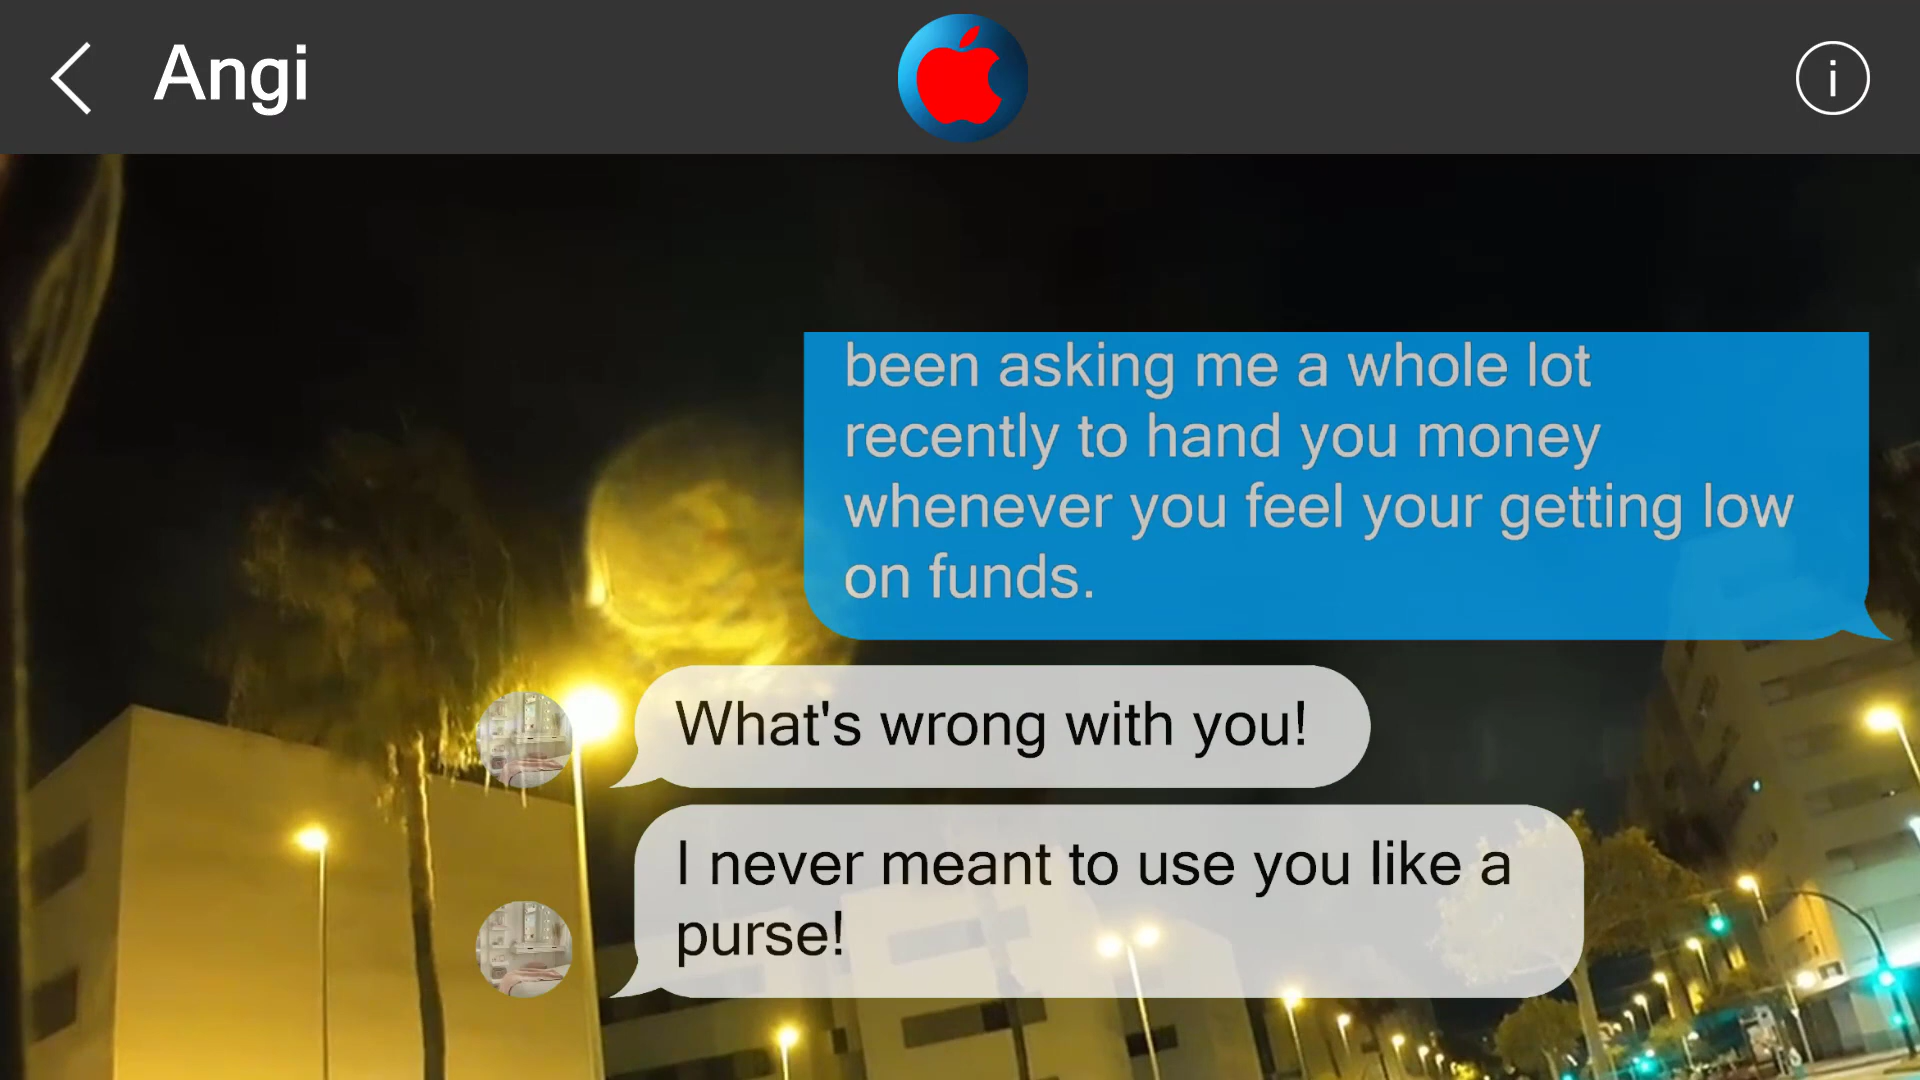 Angi
i
been asking me a whole lot
recently to hand you money
whenever you feel your getting low
on funds.
What's wrong with you!
I never meant to use you like a
purse!